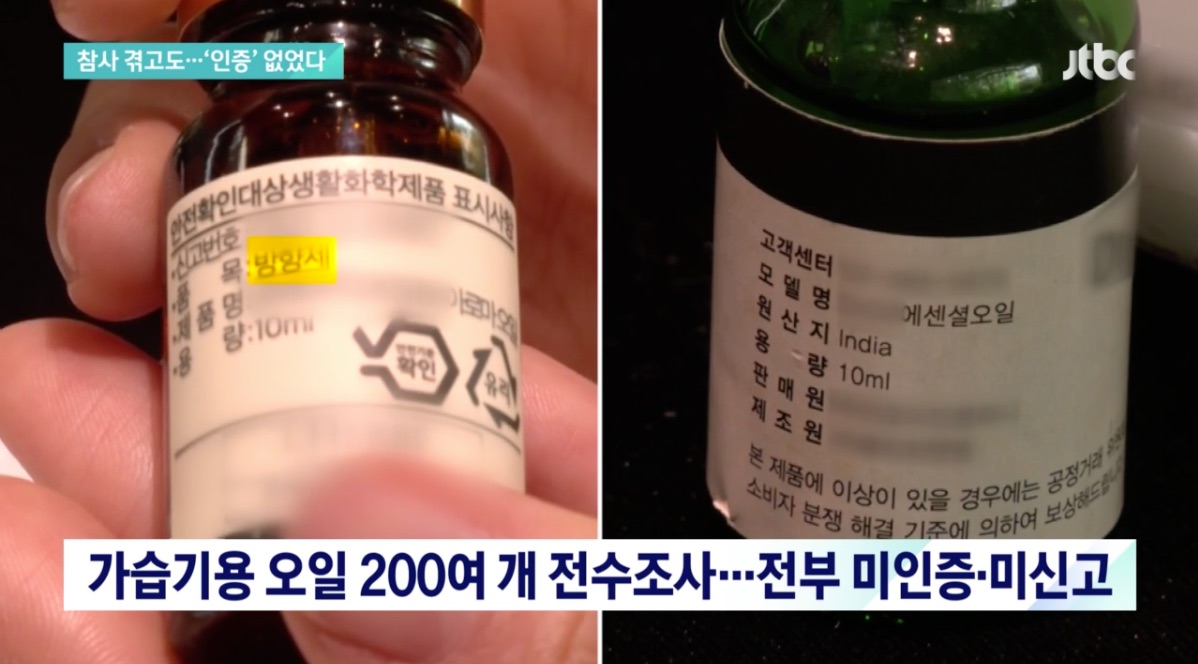 참사 겪고도…‘인증’ 없었다
jtbc
안전확인대상생활화학제품 표시사항
•신고번호
•품 목:방향제
•제 품 명
아로마오일
•용 량:10ml
안전기준
확인
유리
고객센터
모 델 명
에센셜오일
원 산 지 India
용 량 10ml
판 매 원
제 조 원
본 제품에 이상이 있을 경우에는 공정거래
소비자 분쟁 해결 기준에 의하여 보상해드립니다
가습기용 오일 200여 개 전수조사…전부 미인증·미신고